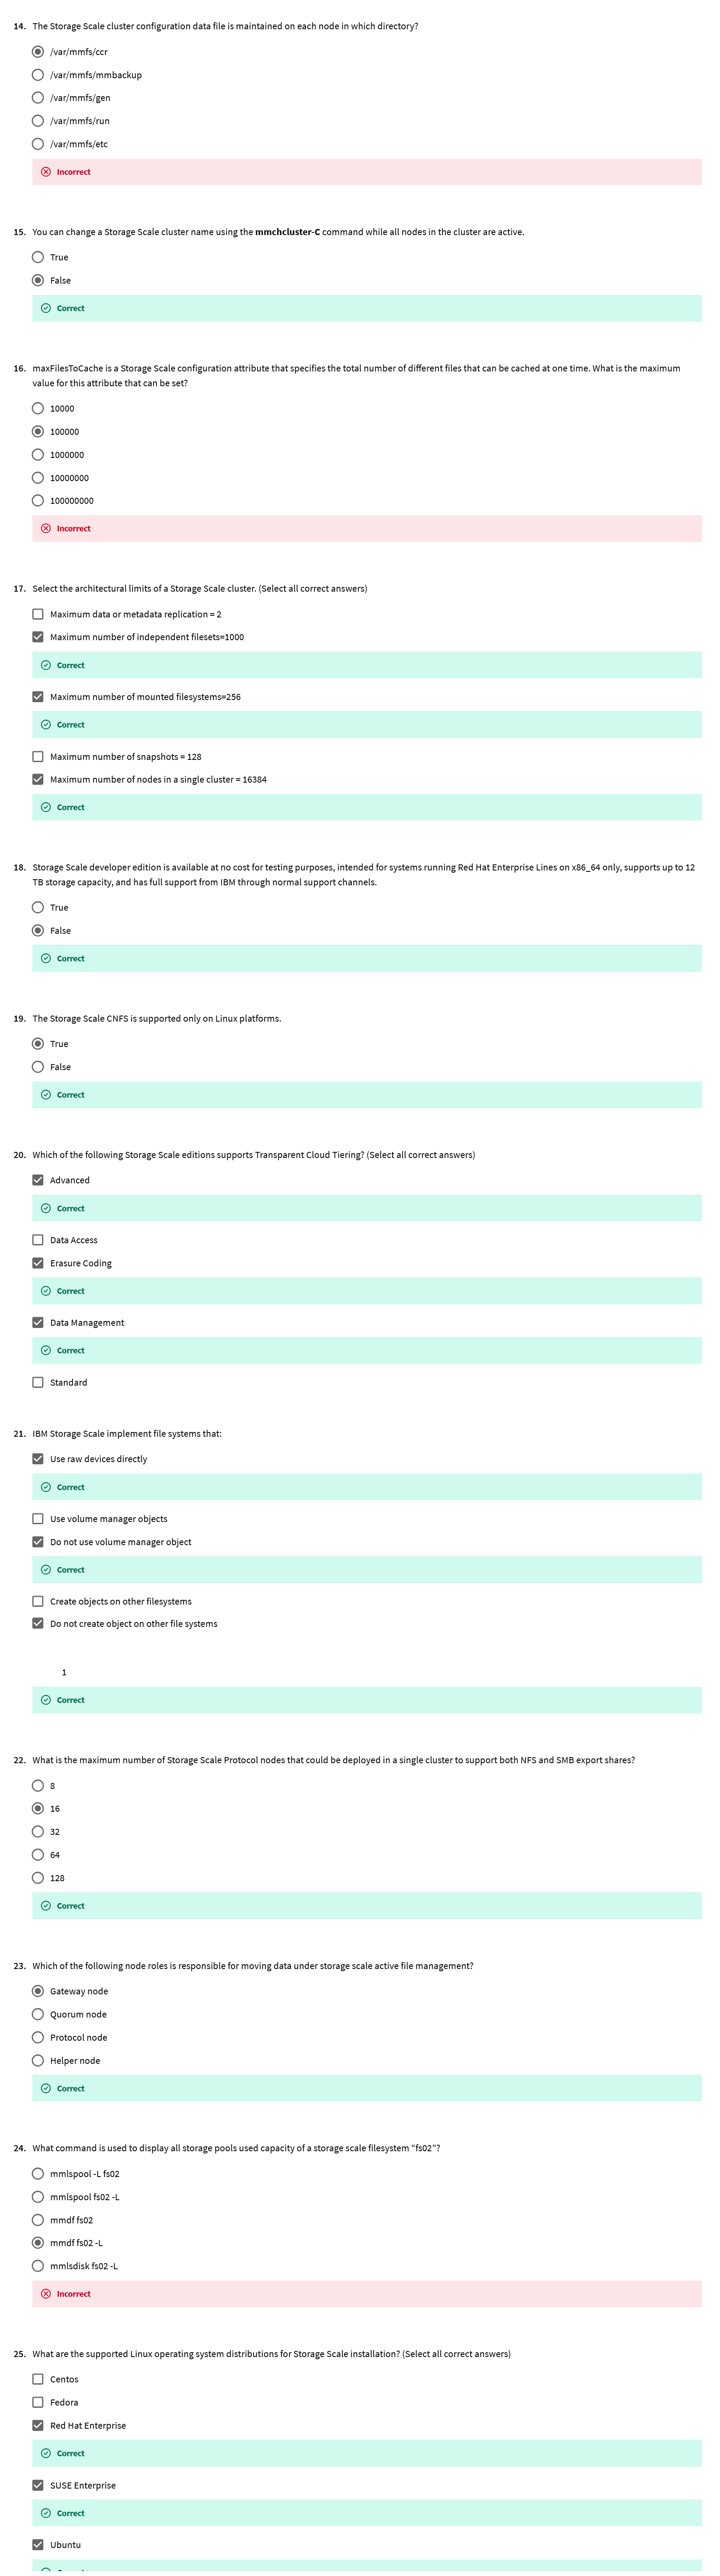 14. The Storage Scale cluster configuration data file is maintained on each node in which directory?
/var/mmfs/ccr
/var/mmfs/mmbackup
/var/mmfs/gen
/var/mmfs/run
/var/mmfs/etc
Incorrect
15. You can change a Storage Scale cluster name using the mmchcluster-C command while all nodes in the cluster are active.
True
False
Correct
16. maxFilesToCache is a Storage Scale configuration attribute that specifies the total number of different files that can be cached at one time. What is the maximum
value for this attribute that can be set?
10000
100000
1000000
10000000
100000000
Incorrect
17. Select the architectural limits of a Storage Scale cluster. (Select all correct answers)
Maximum data or metadata replication = 2
Maximum number of independent filesets=1000
Correct
Maximum number of mounted filesystems=256
Correct
Maximum number of snapshots = 128
Maximum number of nodes in a single cluster = 16384
Correct
18. Storage Scale developer edition is available at no cost for testing purposes, intended for systems running Red Hat Enterprise Lines on x86_64 only, supports up to 12
TB storage capacity, and has full support from IBM through normal support channels.
True
False
Correct
19. The Storage Scale CNFS is supported only on Linux platforms.
True
False
Correct
20. Which of the following Storage Scale editions supports Transparent Cloud Tiering? (Select all correct answers)
Advanced
Correct
Data Access
Erasure Coding
Correct
Data Management
Correct
Standard
21. IBM Storage Scale implement file systems that:
Use raw devices directly
Correct
Use volume manager objects
Do not use volume manager object
Correct
Create objects on other filesystems
Do not create object on other file systems
1
Correct
22. What is the maximum number of Storage Scale Protocol nodes that could be deployed in a single cluster to support both NFS and SMB export shares?
8
16
32
64
128
Correct
23. Which of the following node roles is responsible for moving data under storage scale active file management?
Gateway node
Quorum node
Protocol node
Helper node
Correct
24. What command is used to display all storage pools used capacity of a storage scale filesystem "fs02"?
mmlspool -L fs02
mmlspool fs02 -L
mmdf fs02
mmdf fs02 -L
mmlsdisk fs02 -L
Incorrect
25. What are the supported Linux operating system distributions for Storage Scale installation? (Select all correct answers)
Centos
Fedora
Red Hat Enterprise
Correct
SUSE Enterprise
Correct
Ubuntu